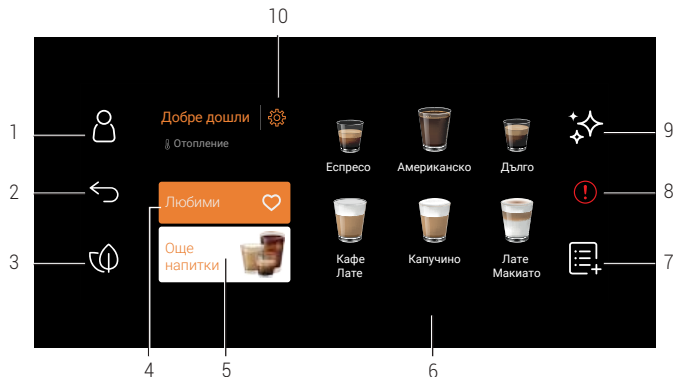 10
Добре дошли
Отопление
1
2
3
Любими
Още
напитки
Еспресо
Американско
Дълго
Кафе
Лате
Капучино
Лате
Макиато
9
8
7
4
5
6